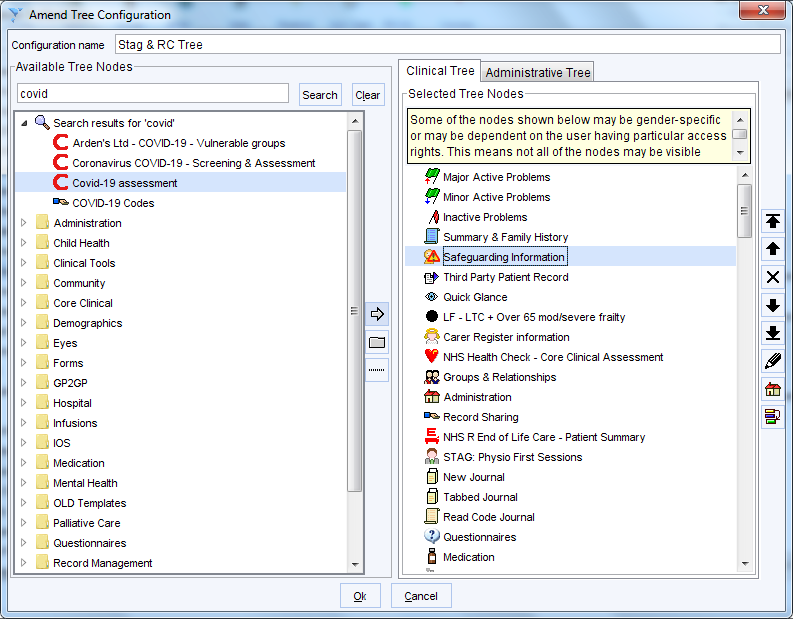 Amend Tree Configuration
Configuration name Stag & RC Tree
Available Tree Nodes
covid Search Clear
Search results for 'covid'
Arden's Ltd - COVID-19 - Vulnerable groups
Coronavirus COVID-19 - Screening & Assessment
Covid-19 assessment
COVID-19 Codes
Administration
Child Health
Clinical Tools
Community
Core Clinical
Demographics
Eyes
Forms
GP2GP
Hospital
Infusions
IOS
Medication
Mental Health
OLD Templates
Palliative Care
Questionnaires
Record Management
Clinical Tree Administrative Tree
Selected Tree Nodes
Some of the nodes shown below may be gender-specific
or may be dependent on the user having particular access
rights. This means not all of the nodes may be visible
Major Active Problems
Minor Active Problems
Inactive Problems
Summary & Family History
Safeguarding Information
Third Party Patient Record
Quick Glance
LF - LTC + Over 65 mod/severe frailty
Carer Register information
NHS Health Check - Core Clinical Assessment
Groups & Relationships
Administration
Record Sharing
NHS R End of Life Care - Patient Summary
STAG: Physio First Sessions
New Journal
Tabbed Journal
Read Code Journal
Questionnaires
Medication
Ok Cancel